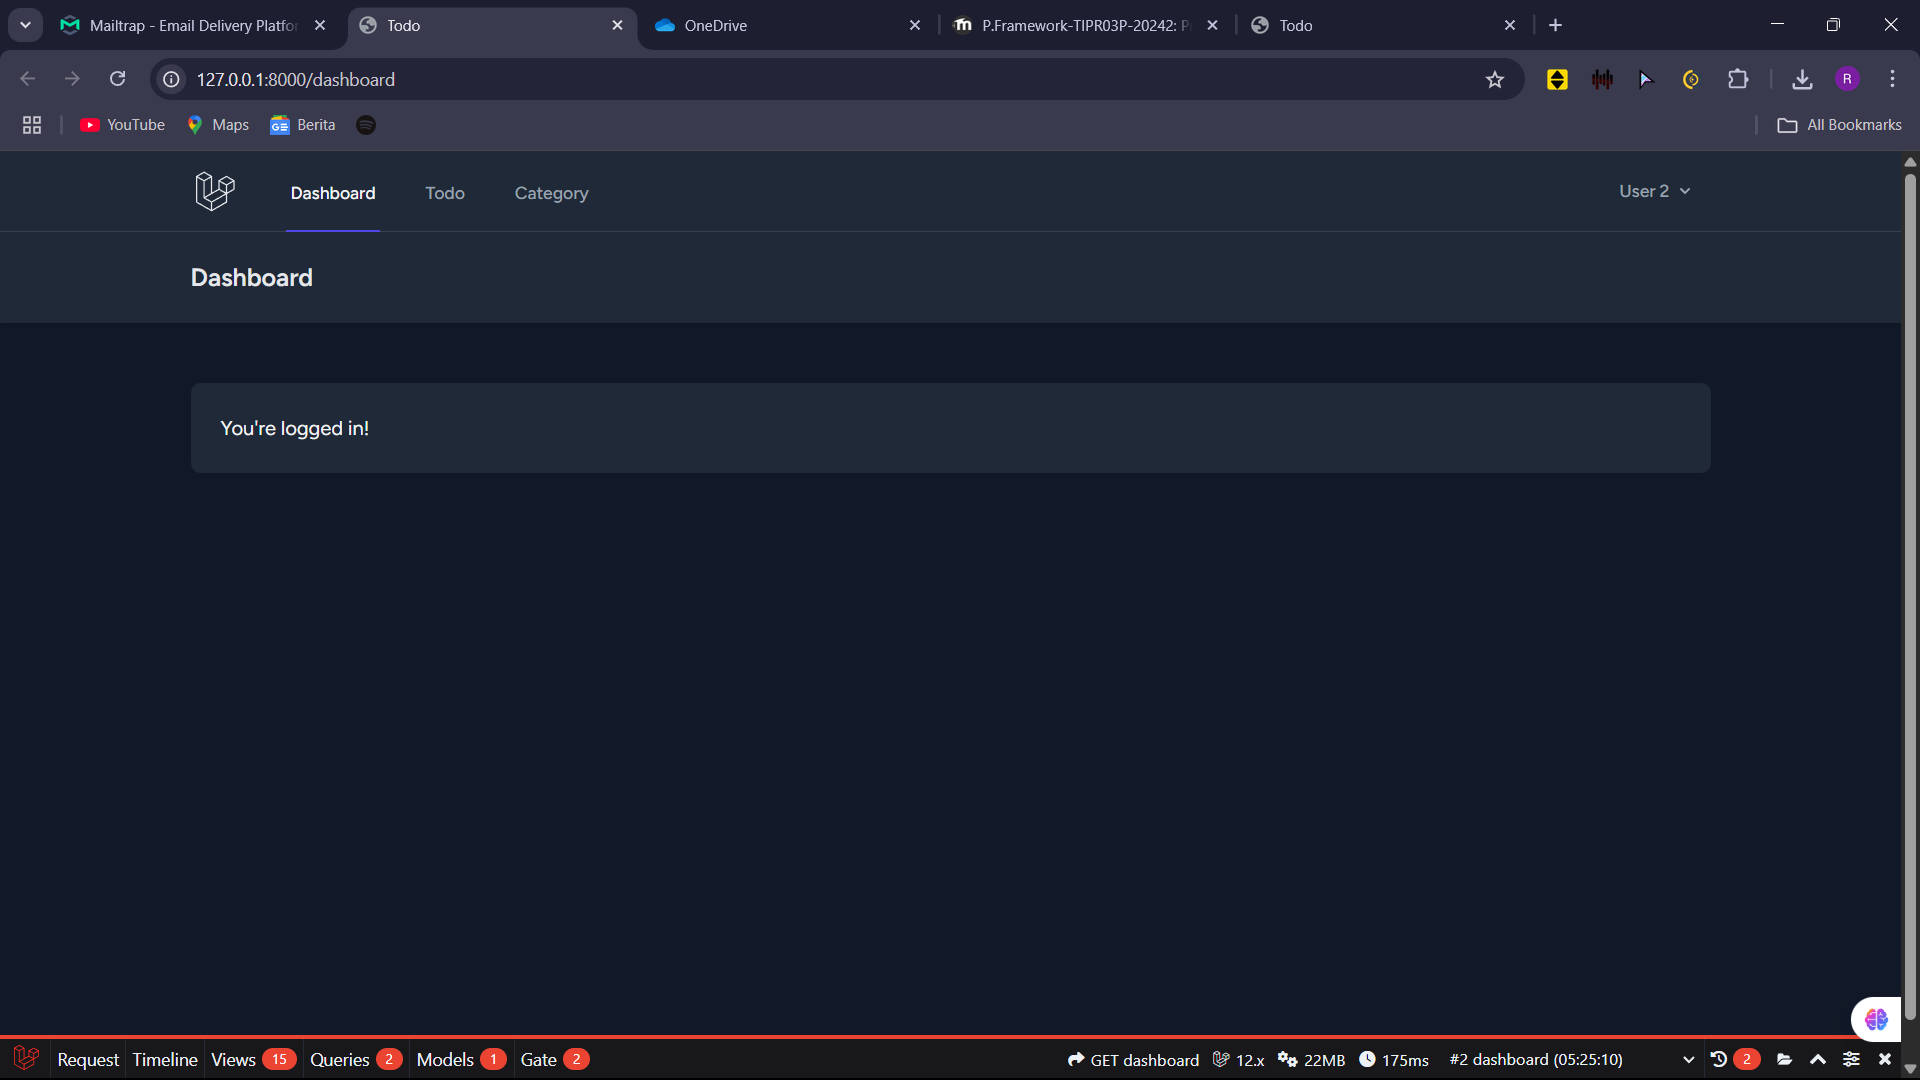 Mailtrap - Email Delivery Platfor
Todo
OneDrive
P.Framework-TIPR03P-20242: P
Todo
127.0.0.1:8000/dashboard
R
YouTube
Maps
Berita
All Bookmarks
Dashboard
Todo
Category
User 2
Dashboard
You're logged in!
Request
Timeline
Views 15
Queries 2
Models 1
Gate 2
GET dashboard
12.x
22MB
175ms
#2 dashboard (05:25:10)
2